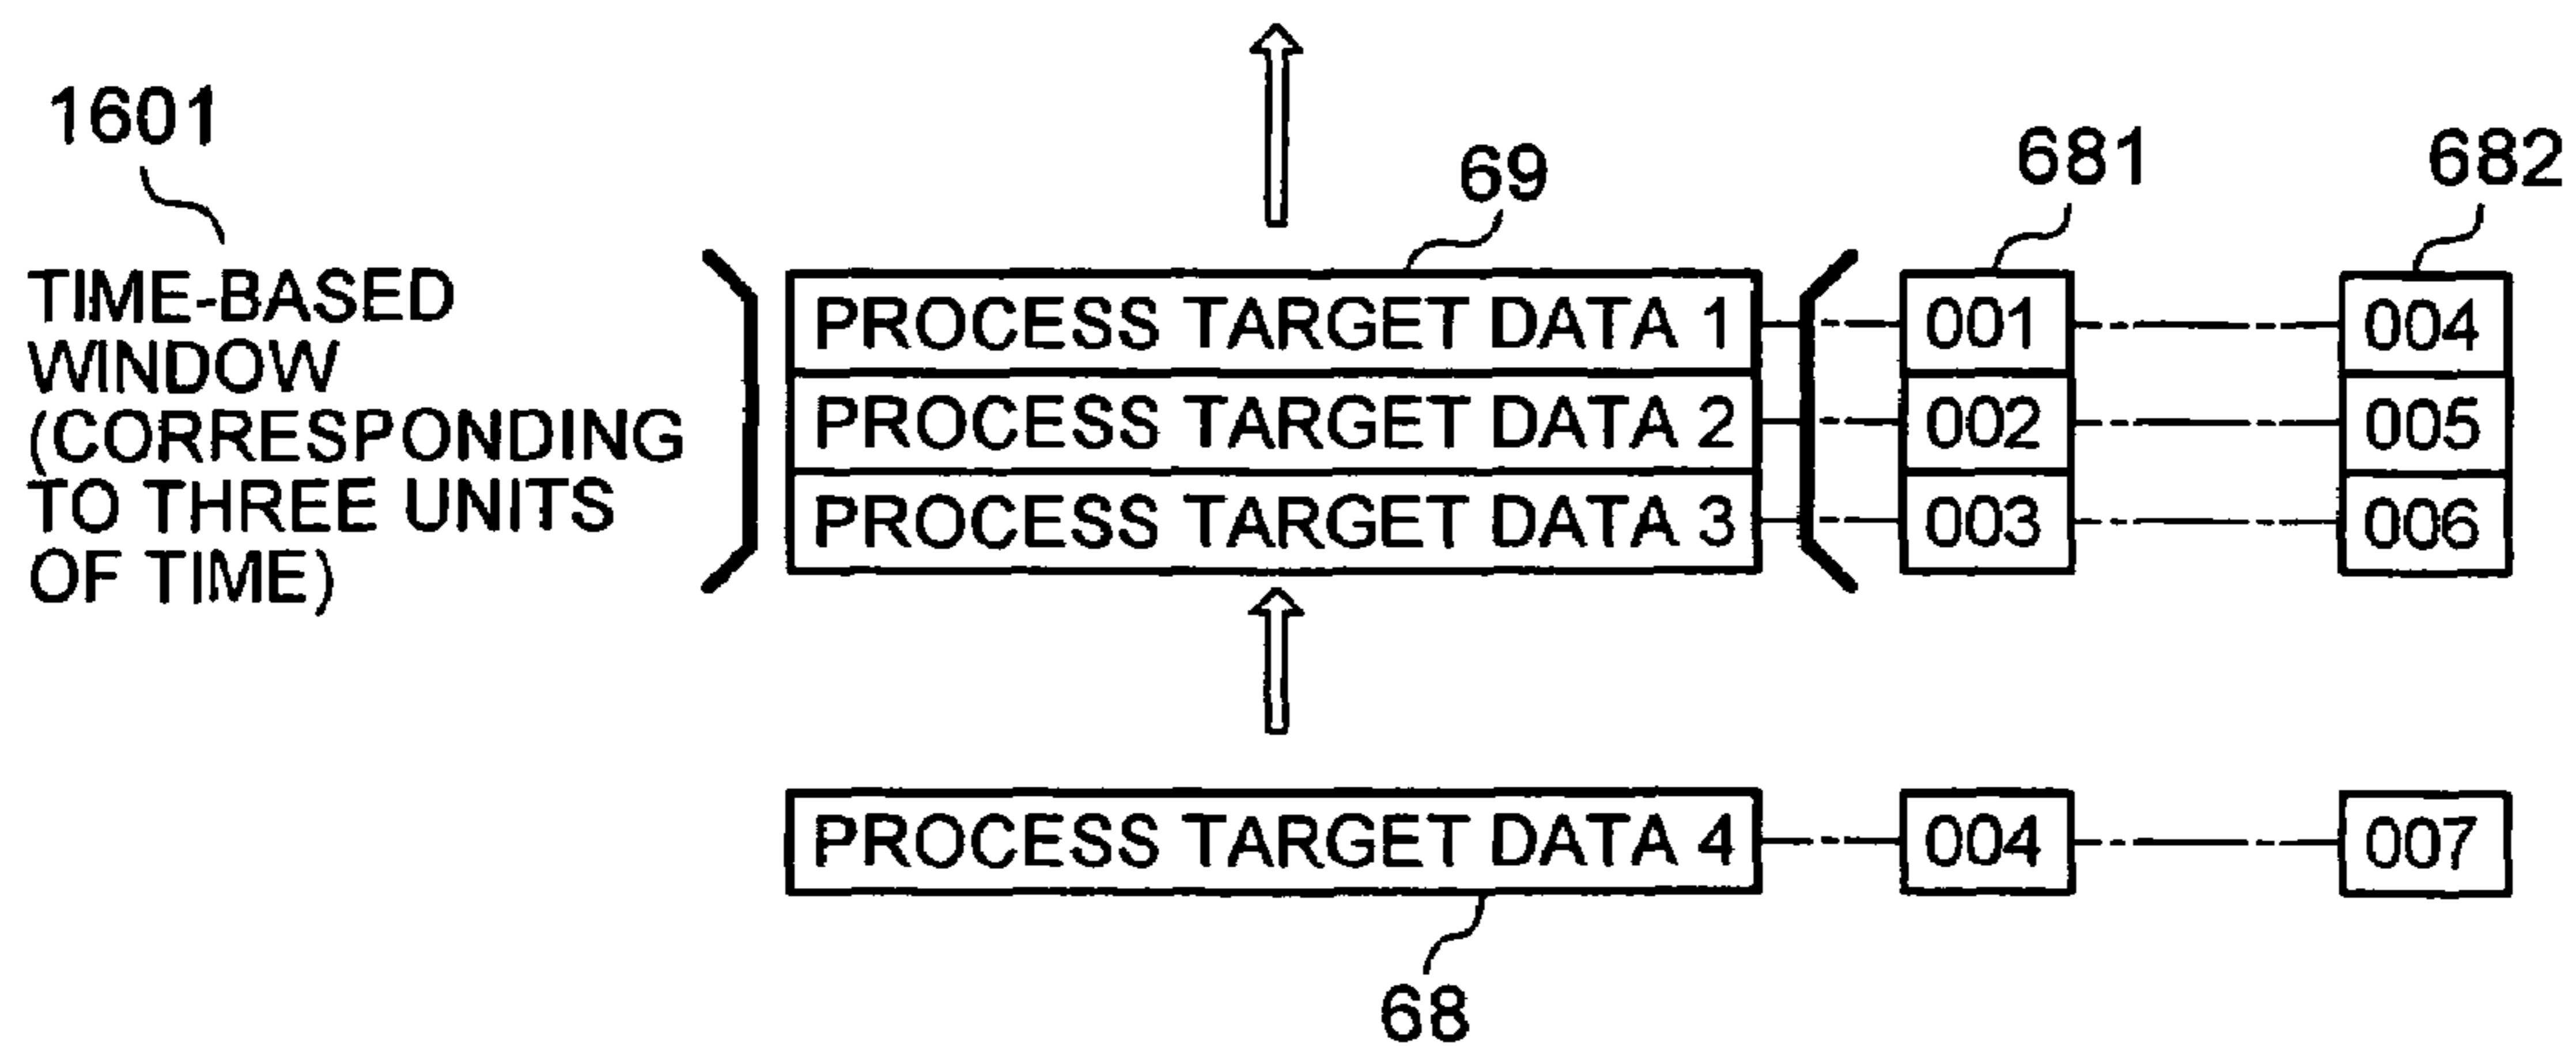 1601
69
681
682
TIME-BASED
WINDOW
(CORRESPONDING
TO THREE UNITS
OF TIME)
PROCESS TARGET DATA 1 001 004
PROCESS TARGET DATA 2 002 005
PROCESS TARGET DATA 3 003 006
PROCESS TARGET DATA 4 004 007
68